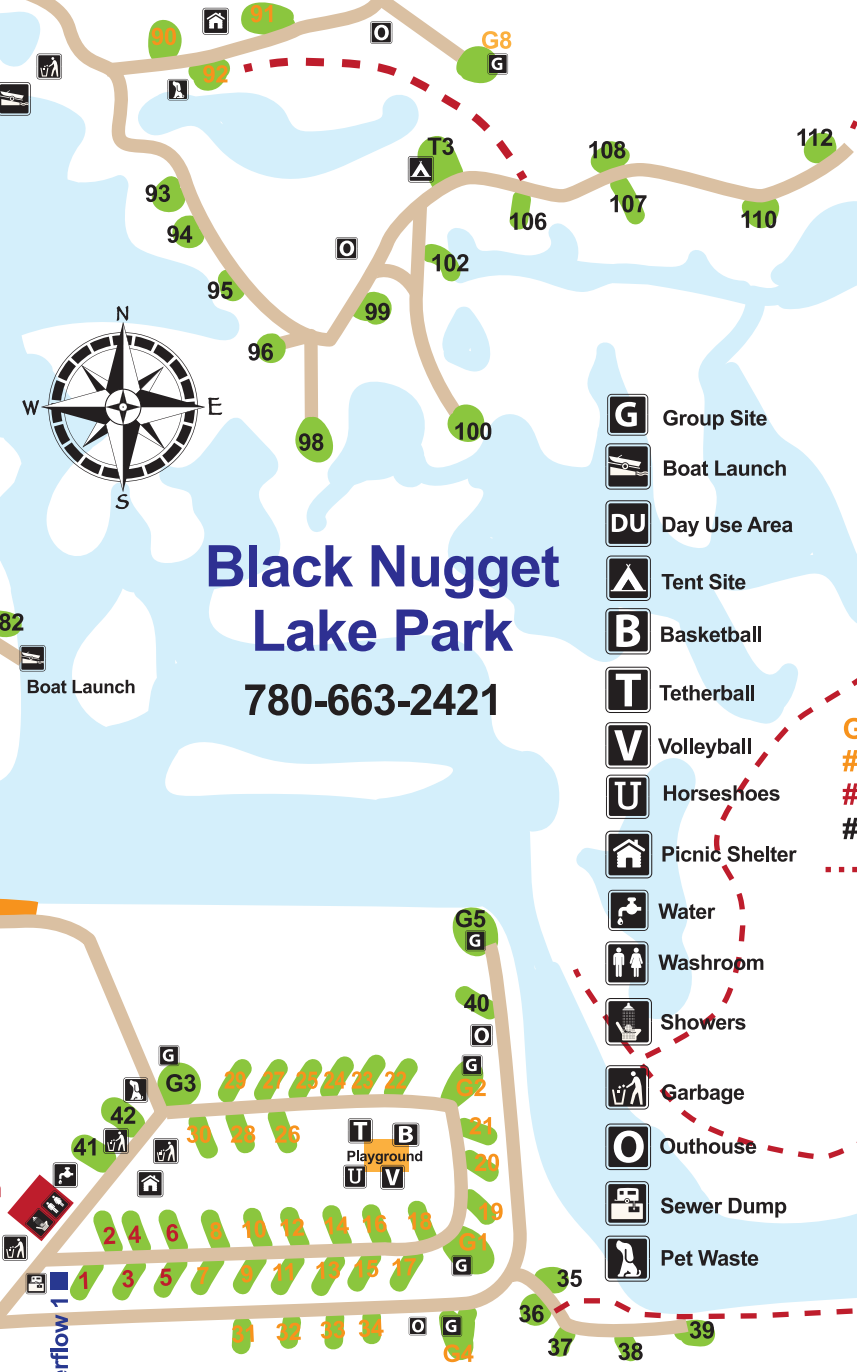 90
91
92
O
G8
G
T3
108
112
93
94
95
106
107
110
O
102
99
96
98
100
N
W
E
S
G Group Site
Boat Launch
DU Day Use Area
Tent Site
B Basketball
T Tetherball
V Volleyball
U Horseshoes
Picnic Shelter
Water
Washroom
Showers
Garbage
O Outhouse
Sewer Dump
Pet Waste
Black Nugget
Lake Park
780-663-2421
82
Boat Launch
G
#
#
#
G5
G
40
O
G
G3
29 27 25 24 23 22
G
G2
42
41
30 28 26
21
20
19
T B
Playground
U V
2 4 6 8 10 12 14 16 18
G1
G
1 3 5 7 9 11 13 15 17
31 32 33 34
O G
G4
35
36
37
38
39
erflow 1